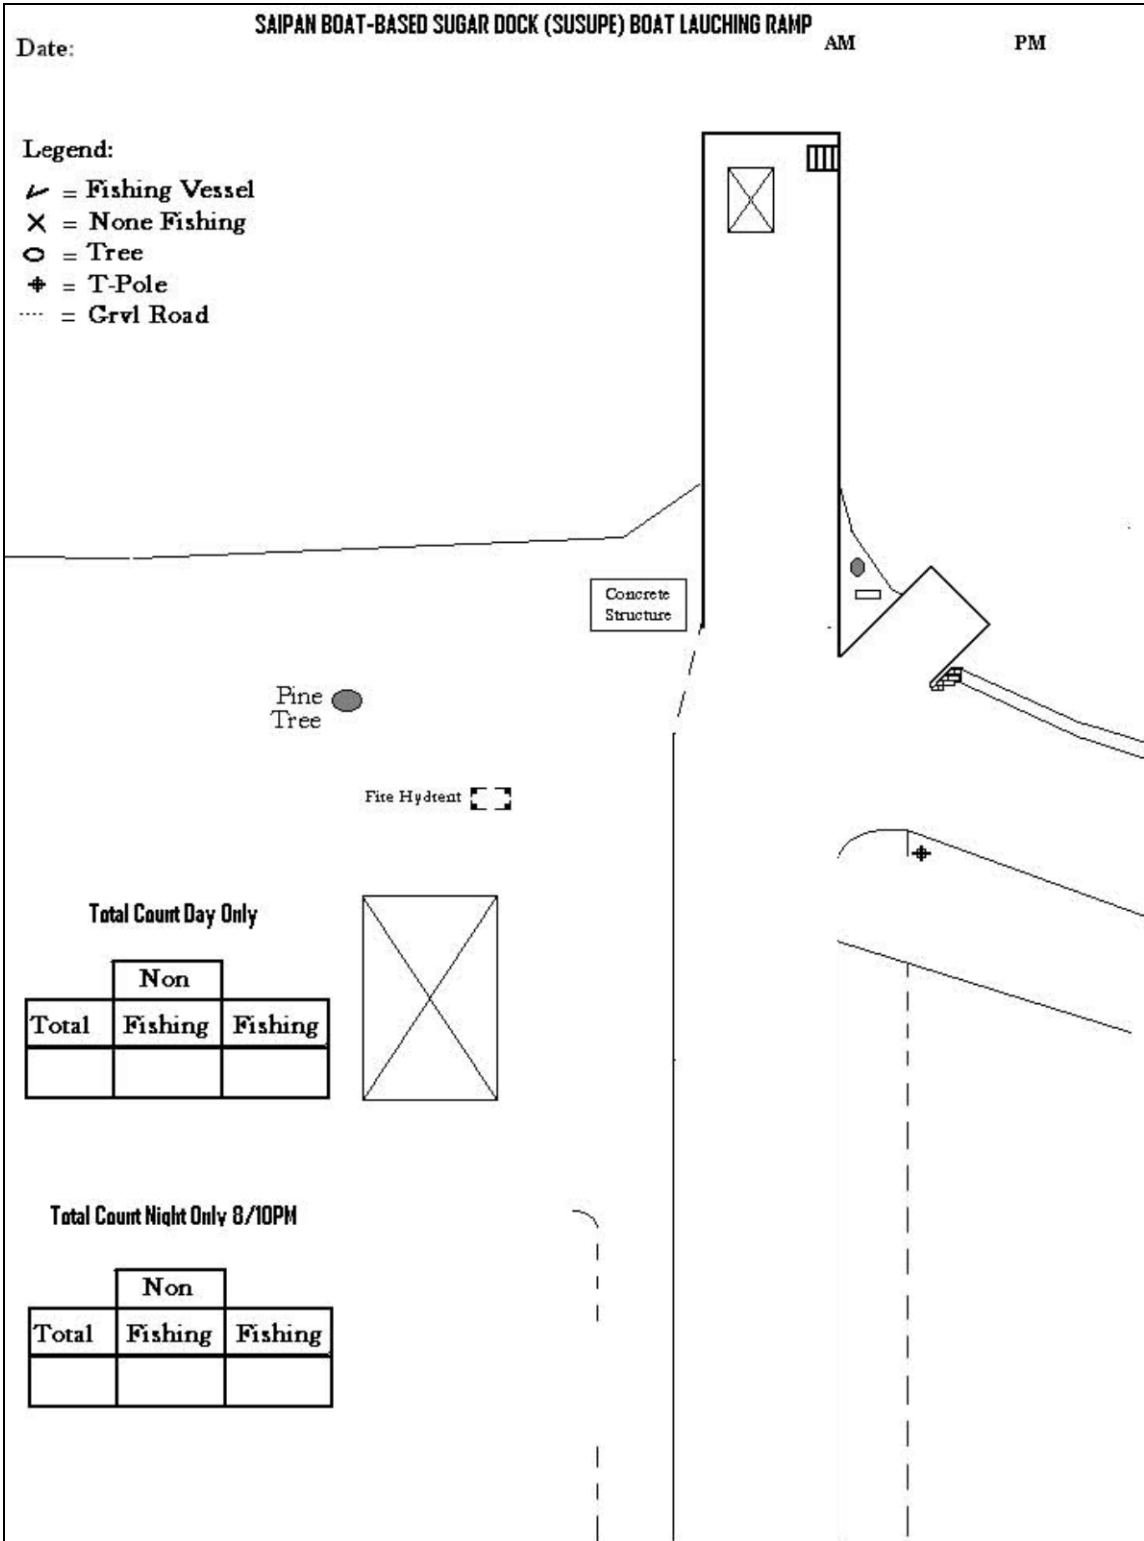 SAIPAN BOAT-BASED SUGAR DOCK (SUSUPE) BOAT LAUCHING RAMP
Date:
AM
PM
Legend:
= Fishing Vessel
= None Fishing
= Tree
= T-Pole
= Grvl Road
Concrete
Structure
Pine
Tree
Fire Hydrent
Total Count Day Only
Non
Total Fishing Fishing
Total Count Night Only 8/10PM
Non
Total Fishing Fishing